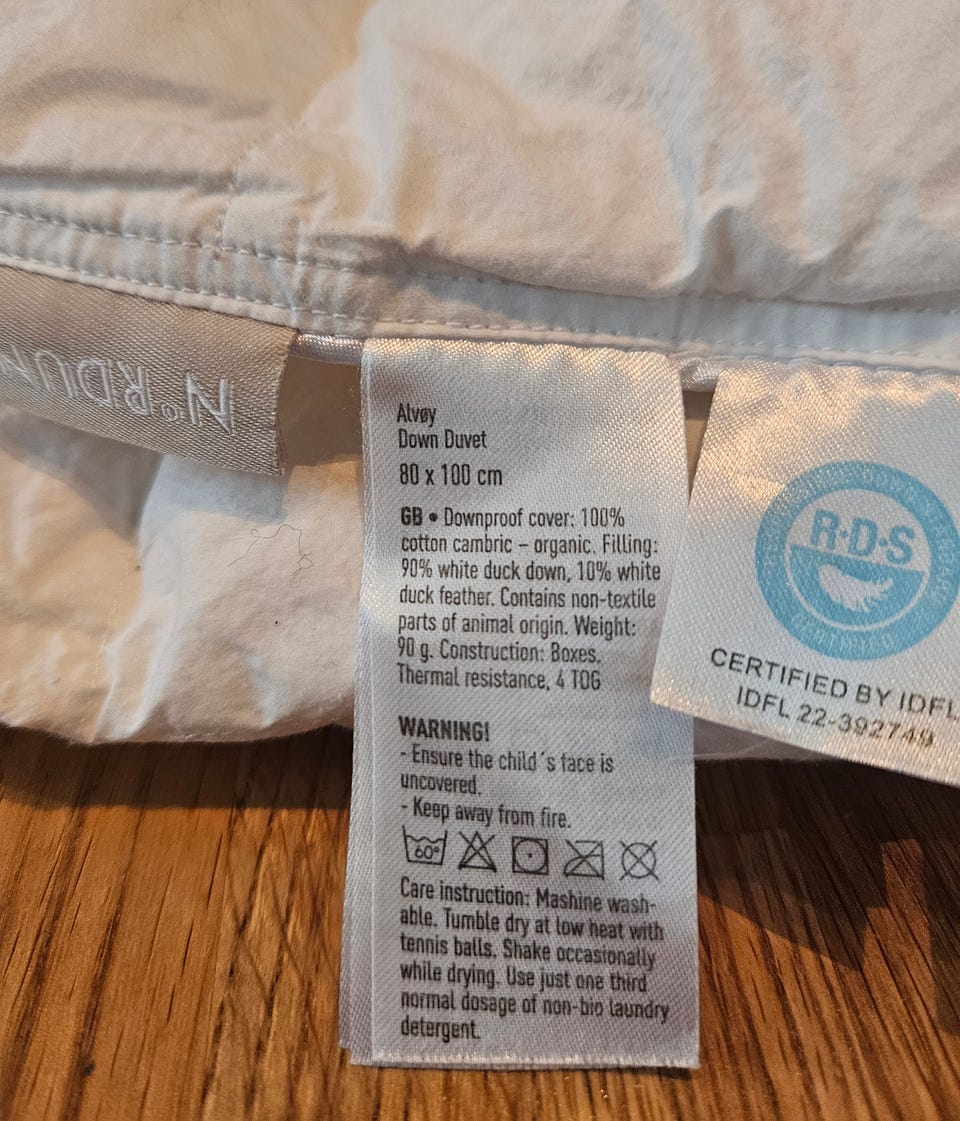 N°RDUN
Alvøy
Down Duvet
80 x 100 cm
GB • Downproof cover: 100%
cotton cambric – organic. Filling:
90% white duck down, 10% white
duck feather. Contains non-textile
parts of animal origin. Weight:
90 g. Construction: Boxes.
Thermal resistance, 4 TOG
WARNING!
- Ensure the child´s face is
uncovered.
- Keep away from fire.
60°
Care instruction: Mashine wash-
able. Tumble dry at low heat with
tennis balls. Shake occasionally
while drying. Use just one third
normal dosage of non-bio laundry
detergent.
R·D·S
CERTIFIED BY IDFL
IDFL 22-392749